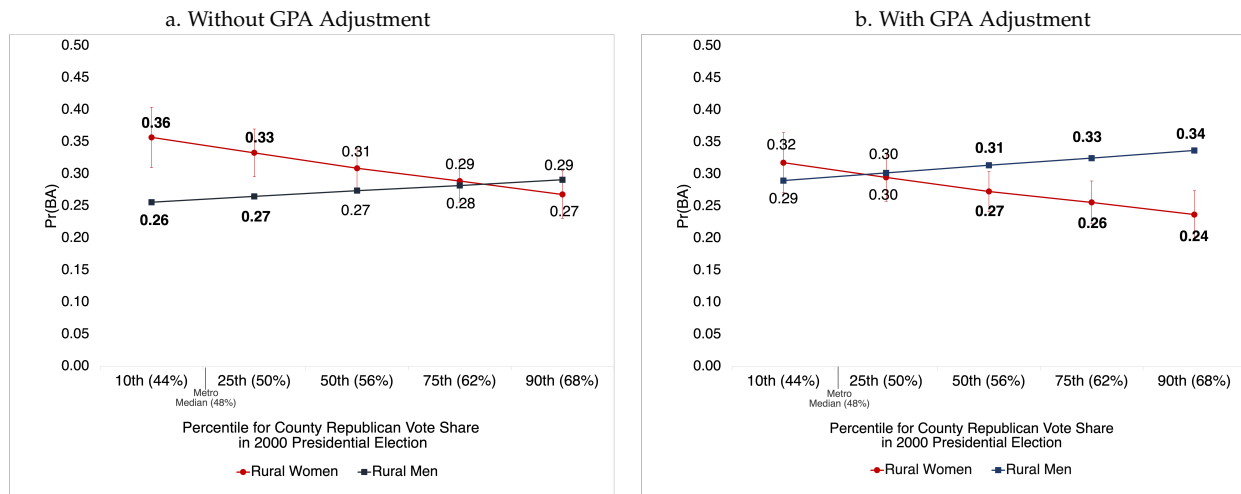 a. Without GPA Adjustment
0.50
0.45
0.40
0.35
0.30
0.25
0.20
0.15
0.10
0.05
0.00
Pr(BA)
0.36
0.33
0.31
0.29
0.29
0.26
0.27
0.27
0.28
0.27
10th (44%)
25th (50%)
50th (56%)
75th (62%)
90th (68%)
Metro
Median (48%)
Percentile for County Republican Vote Share
in 2000 Presidential Election
Rural Women
Rural Men
b. With GPA Adjustment
0.50
0.45
0.40
0.35
0.30
0.25
0.20
0.15
0.10
0.05
0.00
Pr(BA)
0.32
0.30
0.31
0.33
0.34
0.29
0.30
0.27
0.26
0.24
10th (44%)
25th (50%)
50th (56%)
75th (62%)
90th (68%)
Metro
Median (48%)
Percentile for County Republican Vote Share
in 2000 Presidential Election
Rural Women
Rural Men